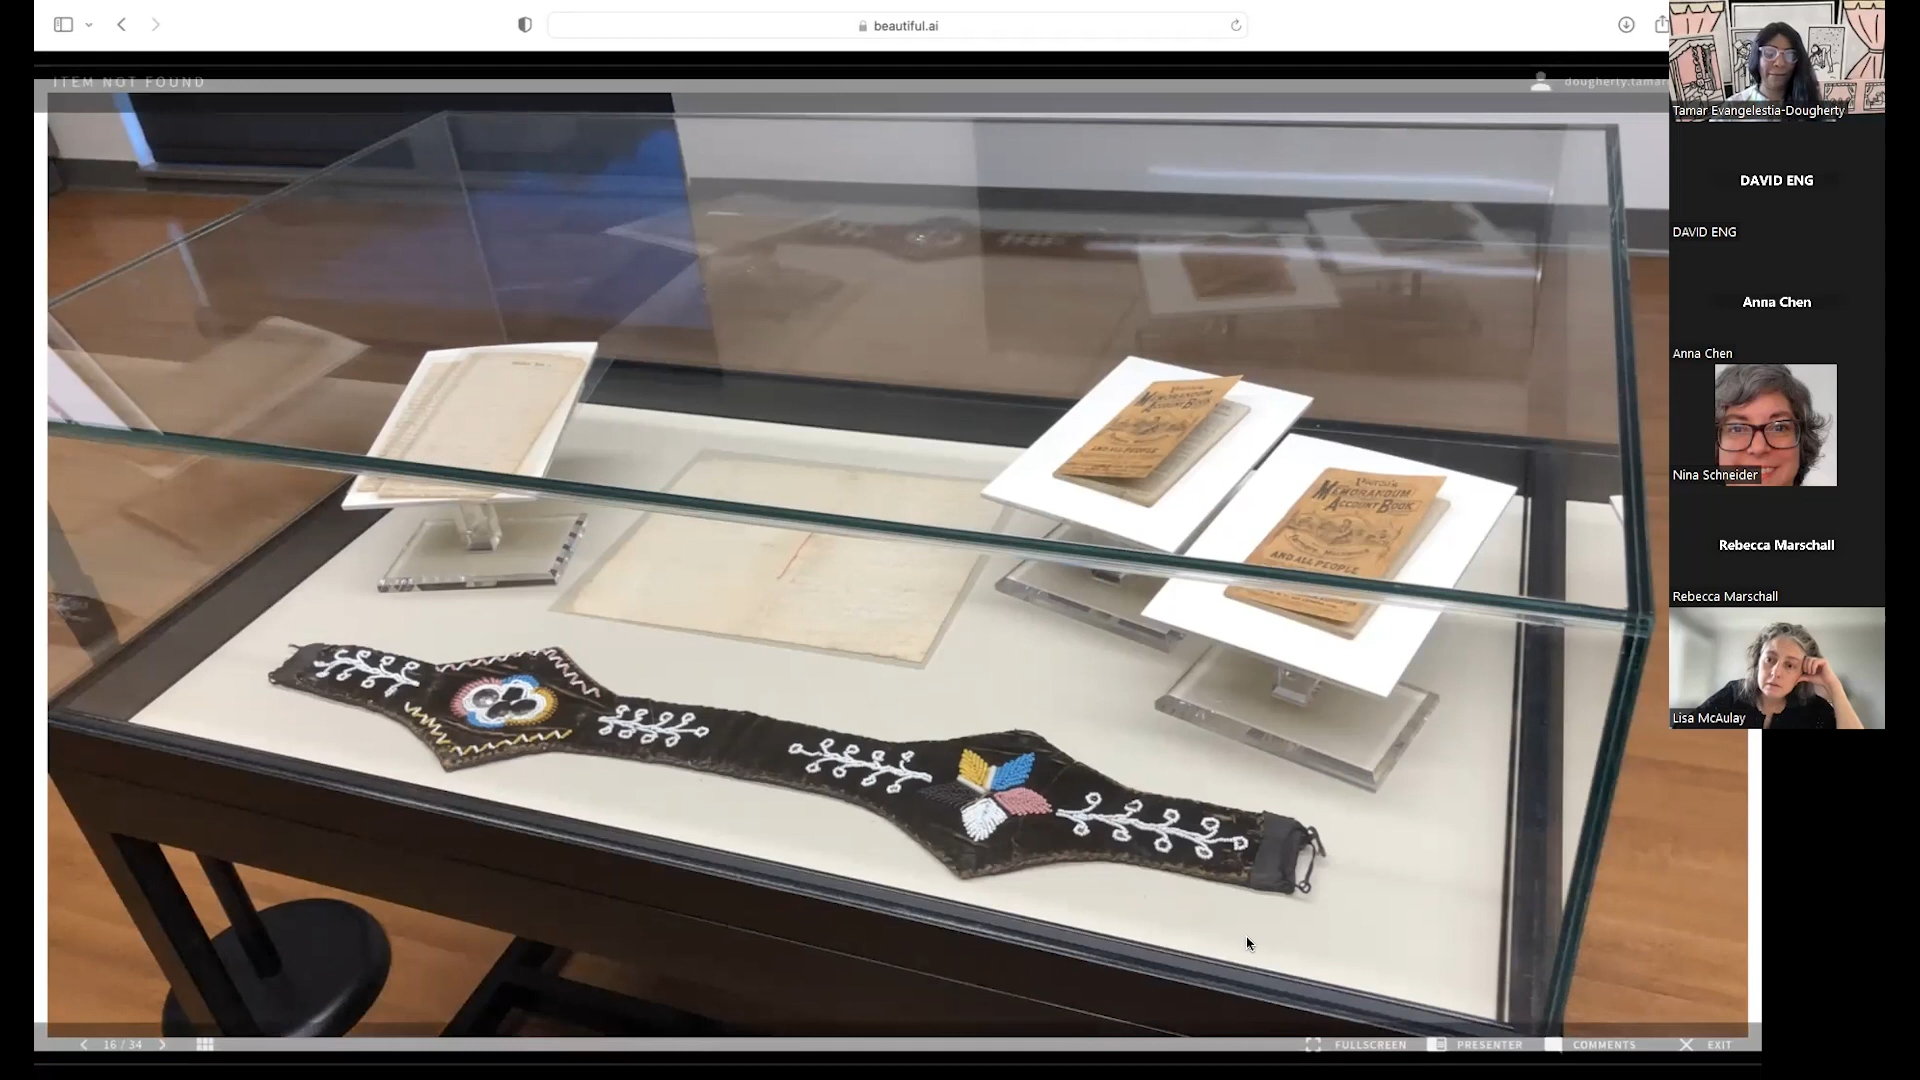 beautiful.ai
ITEM NOT FOUND
dougherty.tamar
Tamar Evangelestia-Dougherty
DAVID ENG
DAVID ENG
Anna Chen
Anna Chen
Nina Schneider
Rebecca Marschall
Rebecca Marschall
Lisa McAulay
MEMORANDUM
ACCOUNT BOOK
AND ALL PEOPLE
MEMORANDUM
ACCOUNT BOOK
AND ALL PEOPLE
16 / 34
FULLSCREEN
PRESENTER
COMMENTS
EXIT